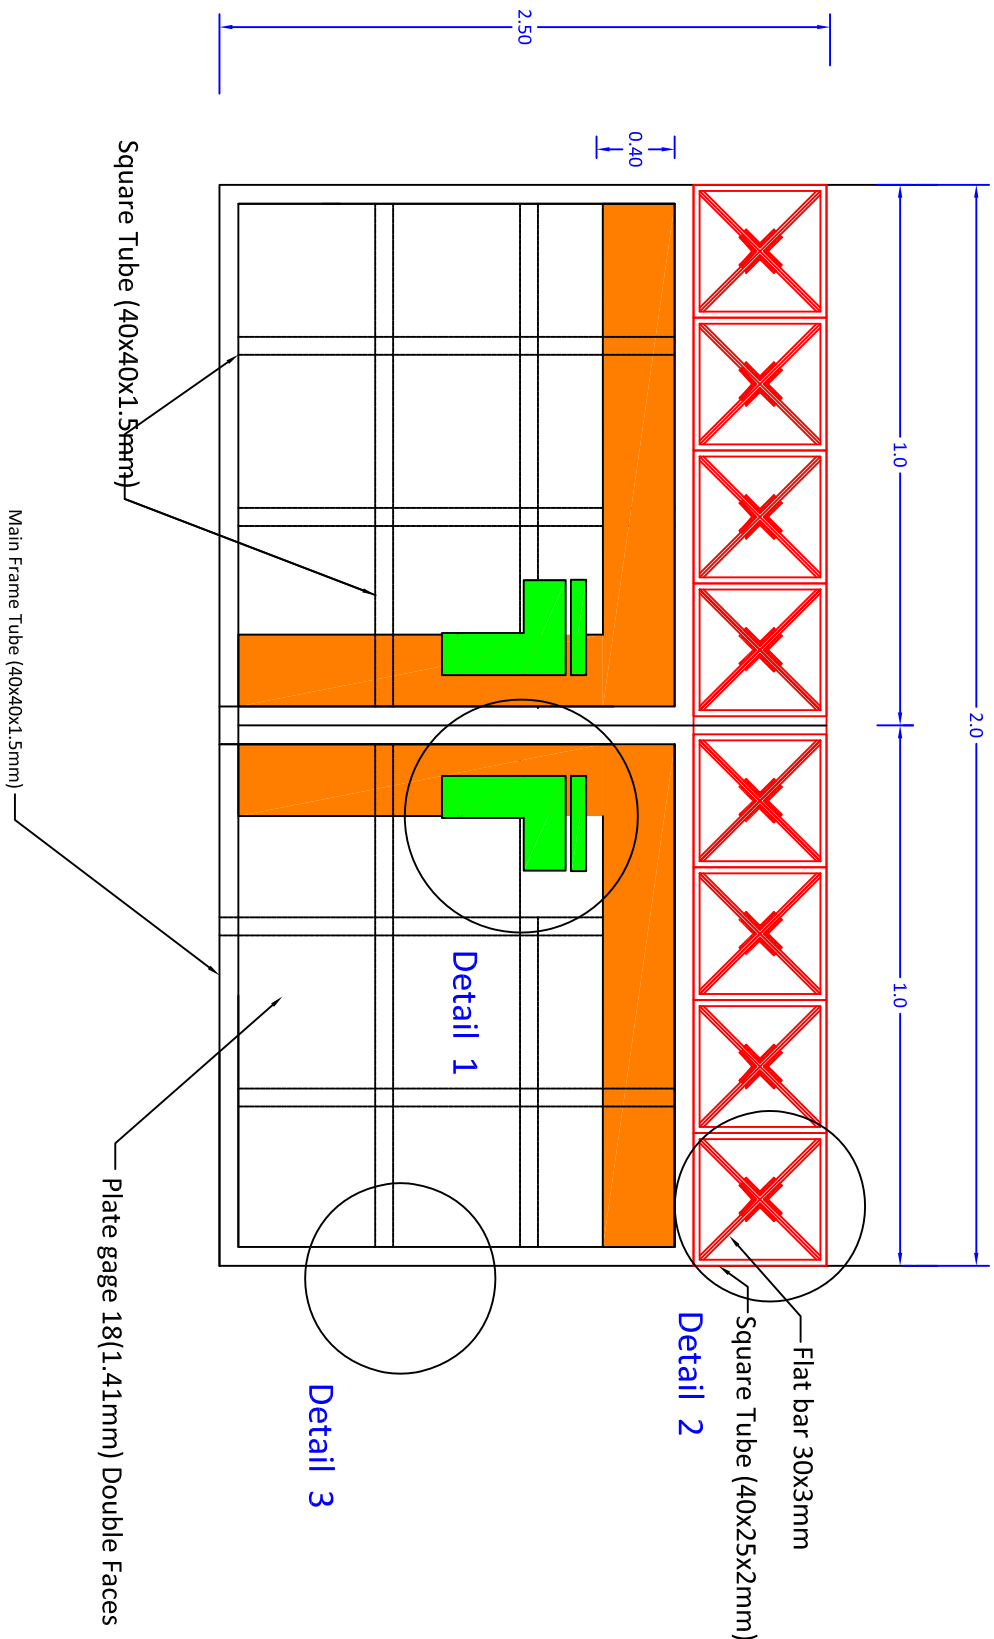 2.0
1.0
1.0
2.50
0.40
Flat bar 30x3mm
Square Tube (40x25x2mm)
Detail 2
Detail 1
Detail 3
Square Tube (40x40x1.5mm)
Plate gage 18(1.41mm) Double Faces
Main Frame Tube (40x40x1.5mm)